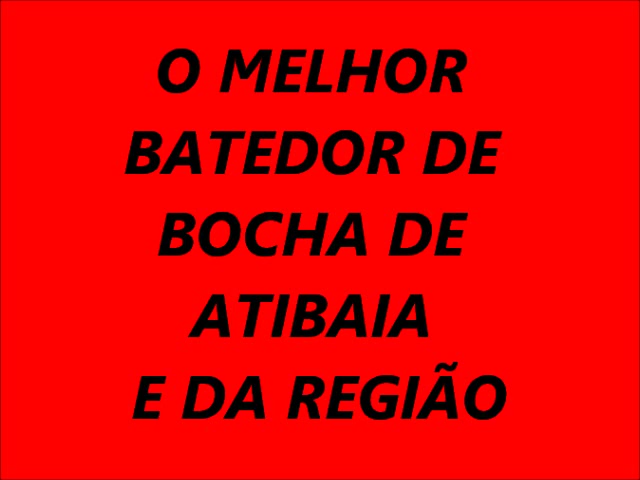 O MELHOR
BATEDOR DE
BOCHA DE
ATIBAIA
E DA REGIÃO